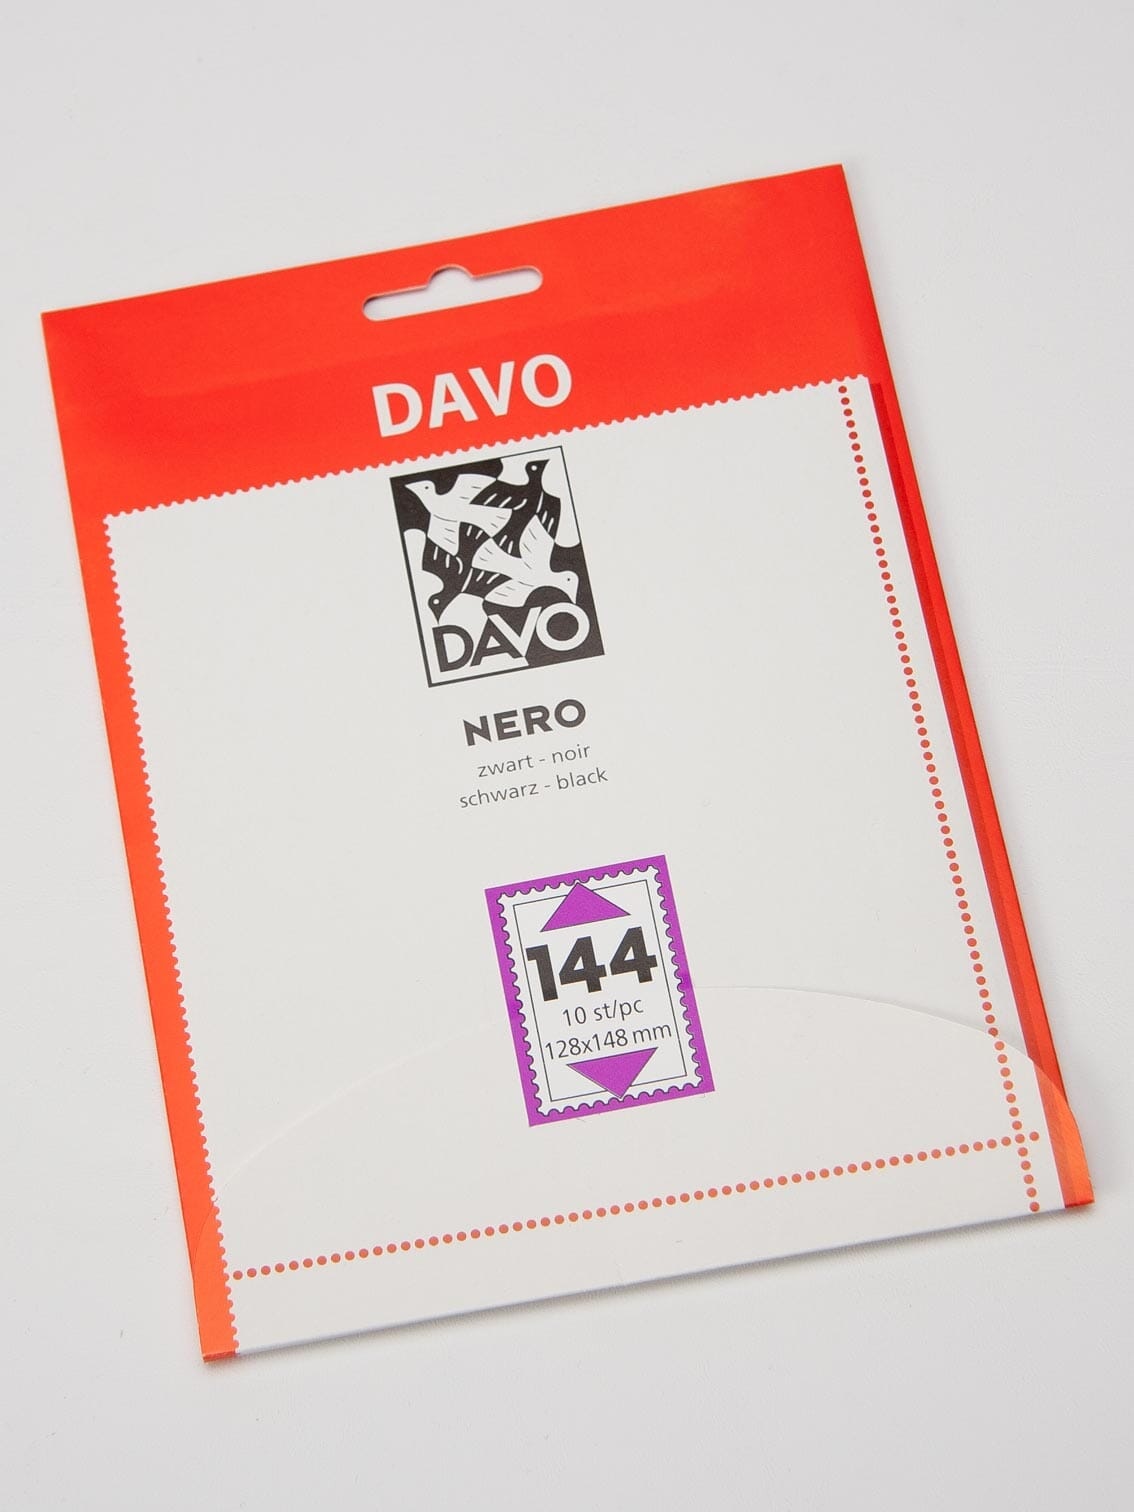 DAVO
DAVO
NERO
zwart - noir
schwarz - black
144
10 st/pc
128x148 mm